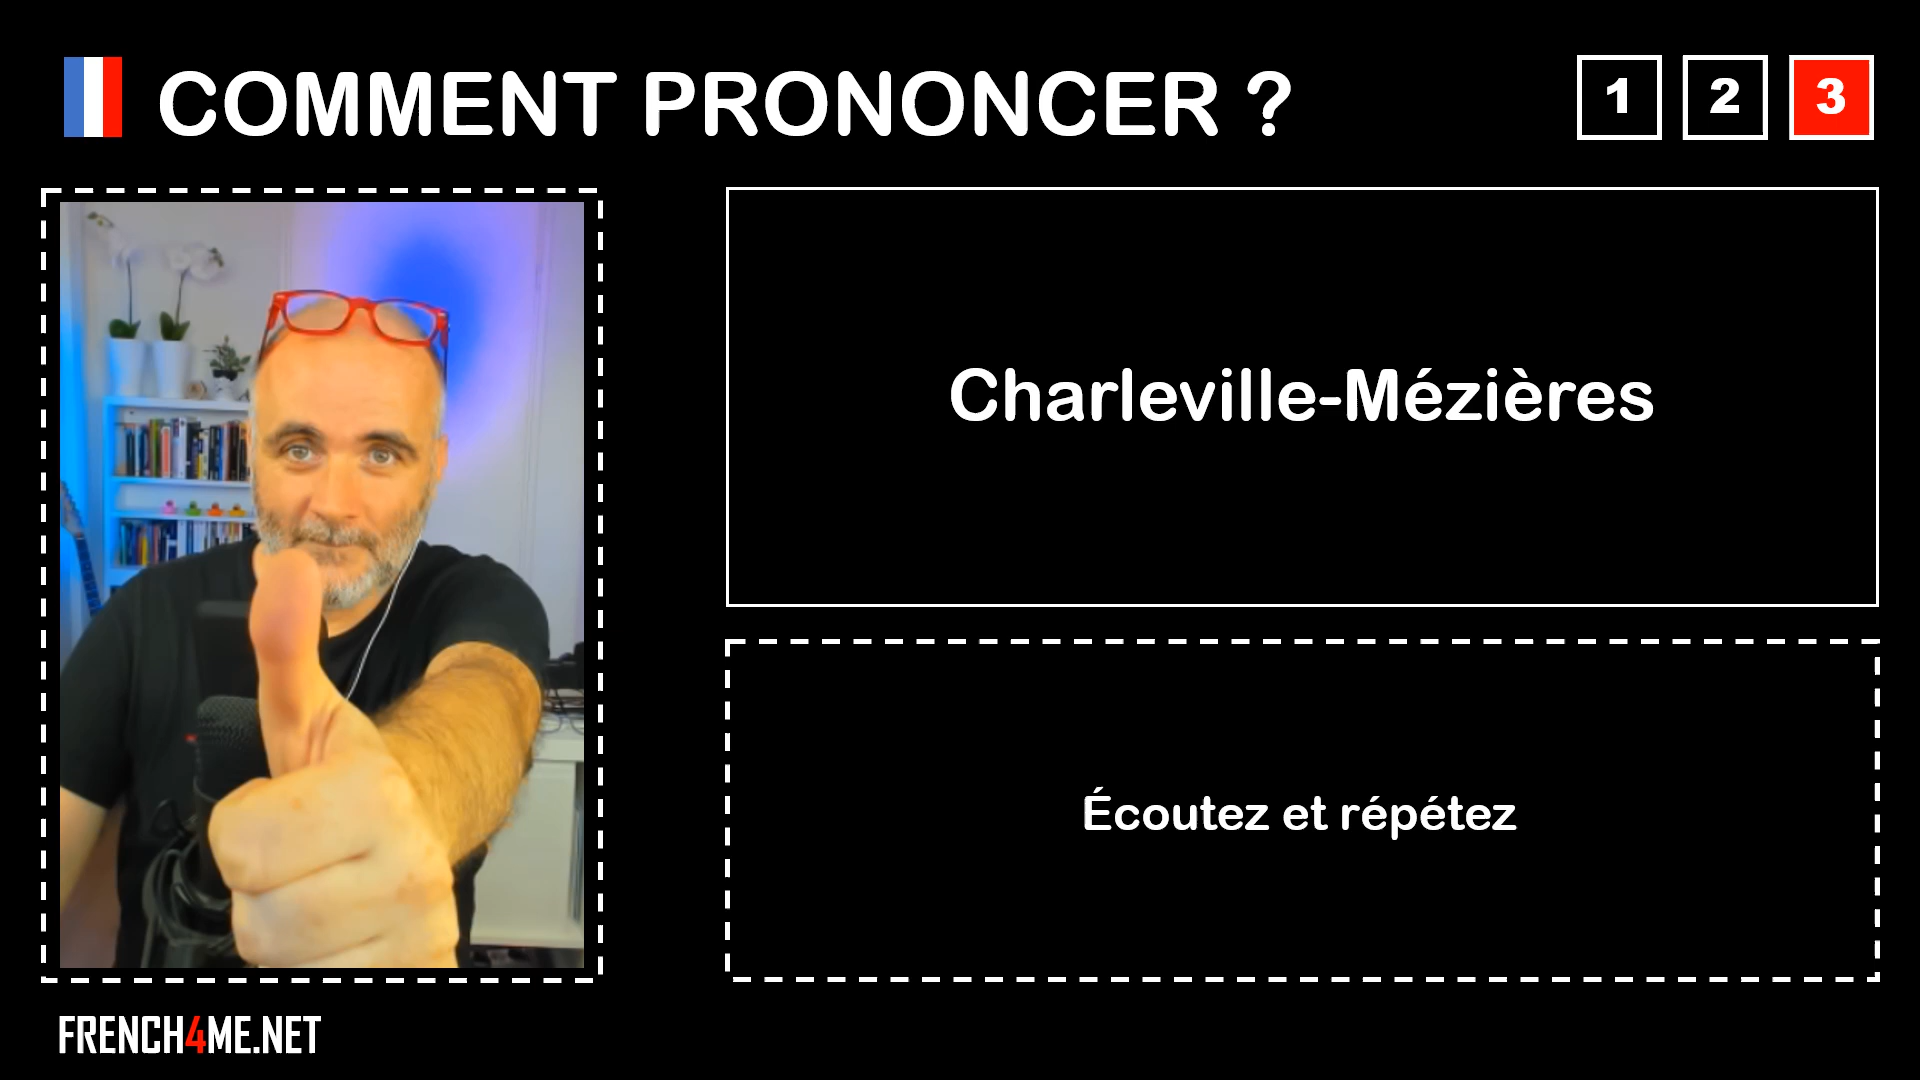 COMMENT PRONONCER ?
1 2 3
Charleville-Mézières
Écoutez et répétez
FRENCH4ME.NET